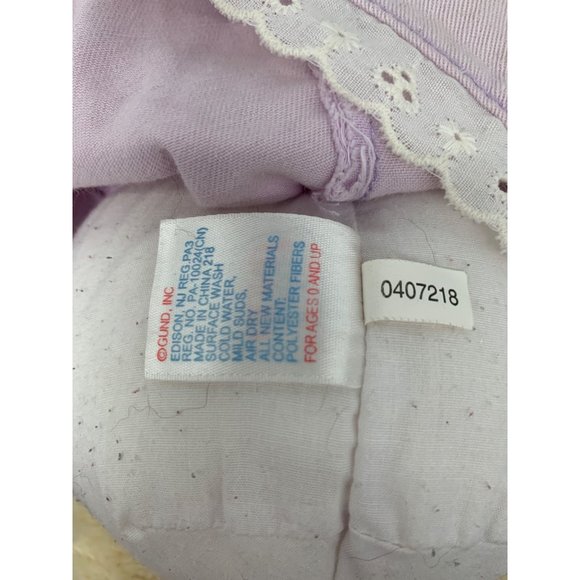 ©GUND, INC
EDISON, NJ REG.PA3
REG. NO. PA-10024(CN)
MADE IN CHINA 218
SURFACE WASH
COLD WATER,
MILD SUDS,
AIR DRY
ALL NEW MATERIALS
CONTENT:
POLYESTER FIBERS
FOR AGES 0 AND UP
0407218